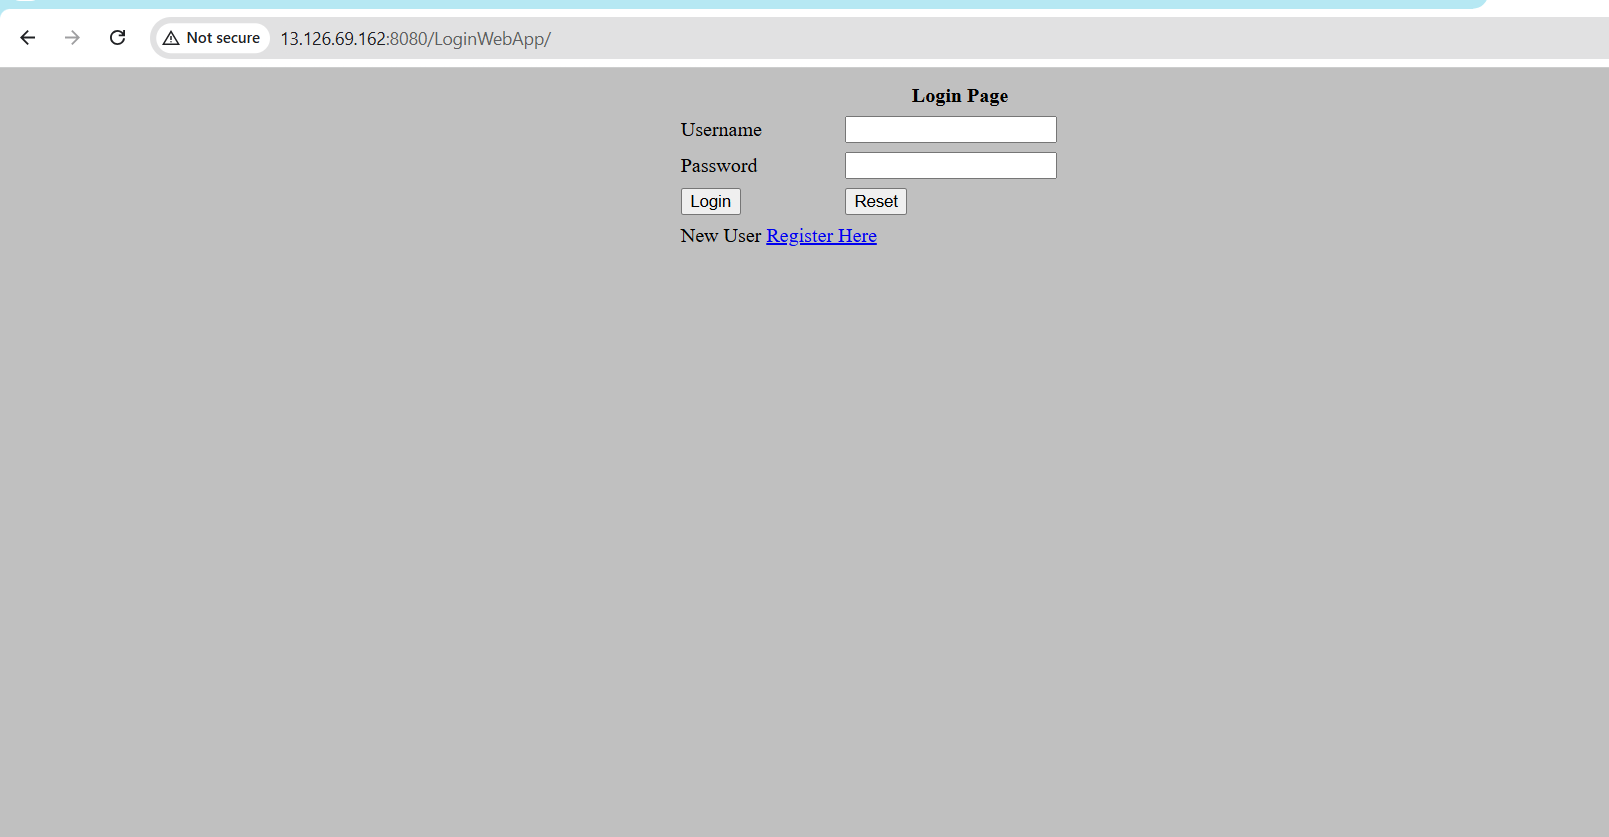 Not secure 13.126.69.162:8080/LoginWebApp/
Login Page
Username
Password
Login Reset
New User Register Here